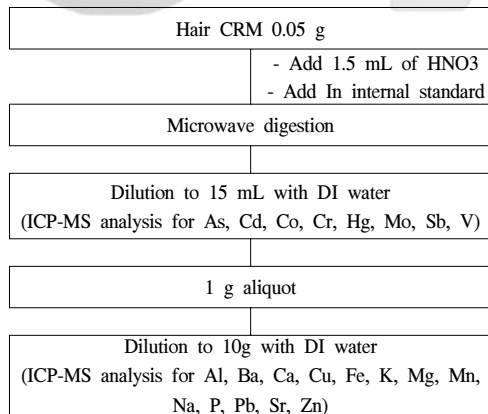 Hair CRM 0.05 g
- Add 1.5 mL of HNO3
- Add In internal standard
Microwave digestion
Dilution to 15 mL with DI water
(ICP-MS analysis for As, Cd, Co, Cr, Hg, Mo, Sb, V)
1 g aliquot
Dilution to 10g with DI water
(ICP-MS analysis for Al, Ba, Ca, Cu, Fe, K, Mg, Mn,
Na, P, Pb, Sr, Zn)